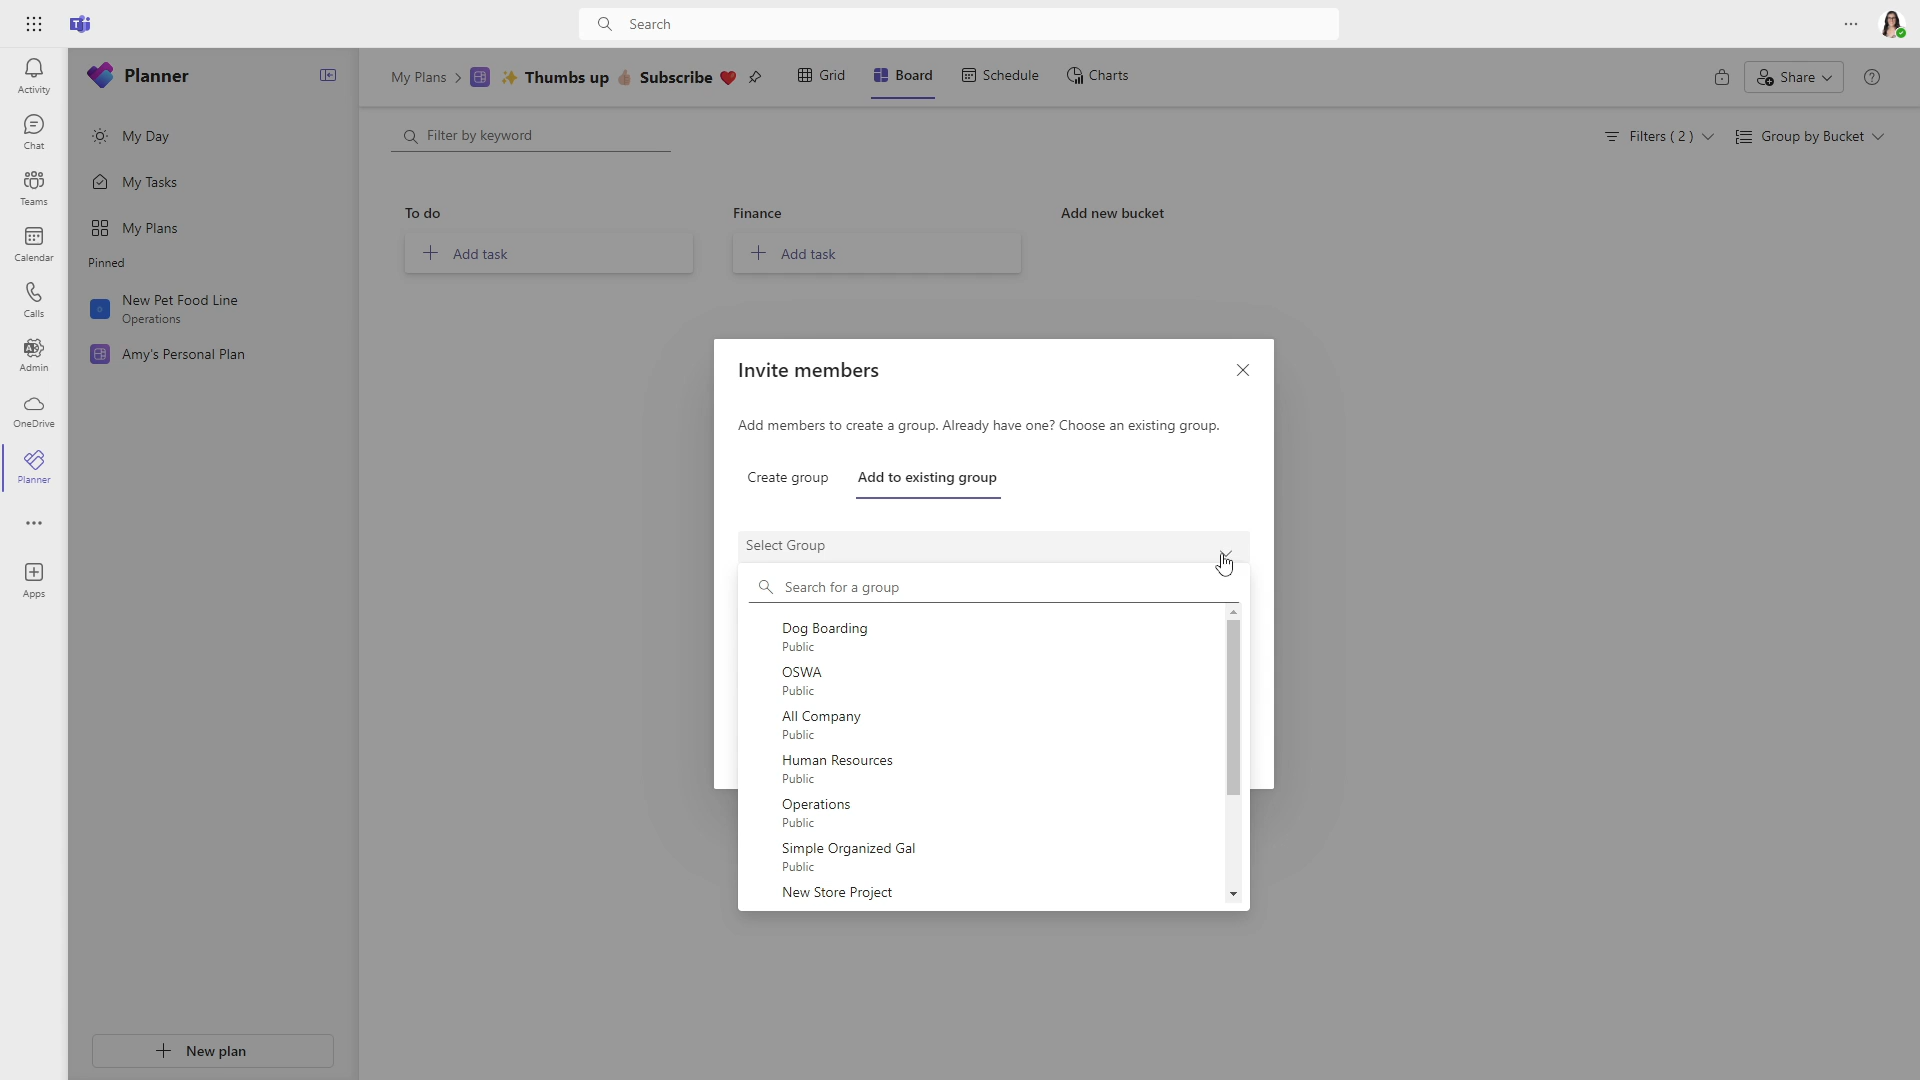 Search
Activity
Chat
Teams
Calendar
Calls
Admin
OneDrive
Planner
Apps
Planner
My Day
My Tasks
My Plans
Pinned
New Pet Food Line
Operations
Amy's Personal Plan
New plan
My Plans > ✨ Thumbs up 👍🏼 Subscribe ❤️
Grid
Board
Schedule
Charts
Share
Filter by keyword
Filters ( 2 )
Group by Bucket
To do
Finance
Add new bucket
Add task
Add task
Invite members
Add members to create a group. Already have one? Choose an existing group.
Create group
Add to existing group
Select Group
Search for a group
Dog Boarding
Public
OSWA
Public
All Company
Public
Human Resources
Public
Operations
Public
Simple Organized Gal
Public
New Store Project